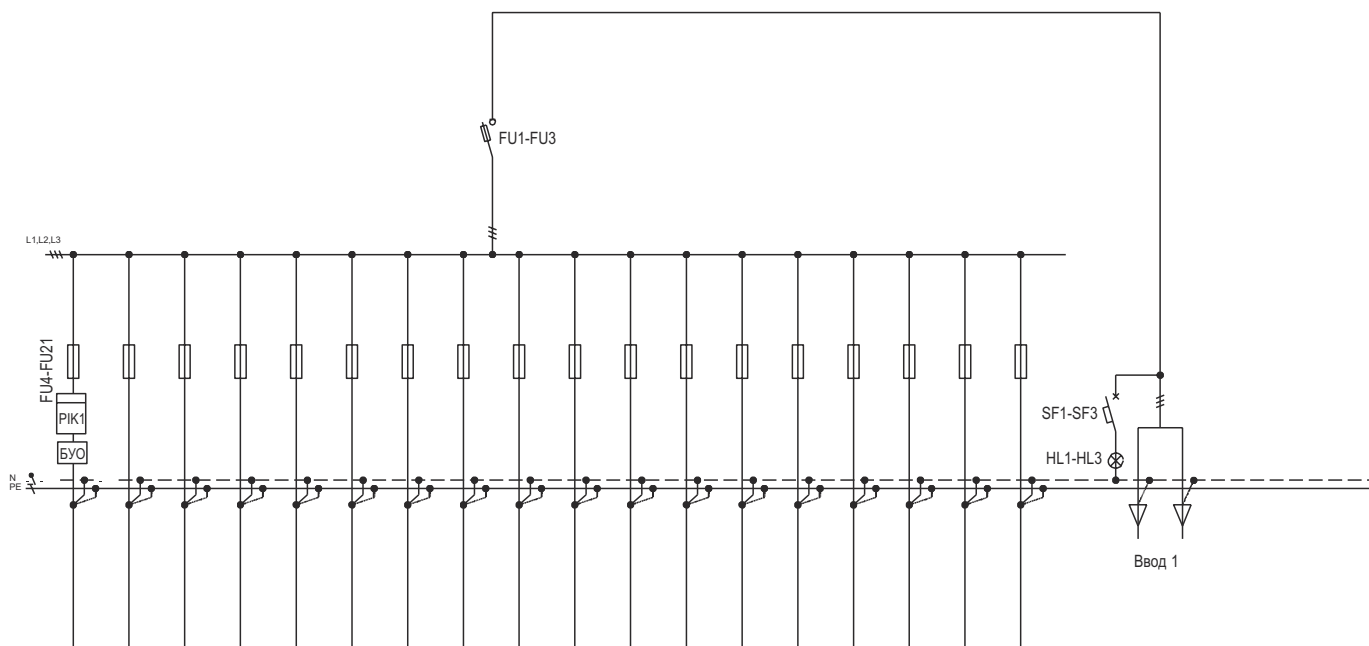 FU1-FU3
L1,L2,L3
FU4-FU21
PIK1
SF1-SF3
БУО
HL1-HL3
N
PE
Ввод 1